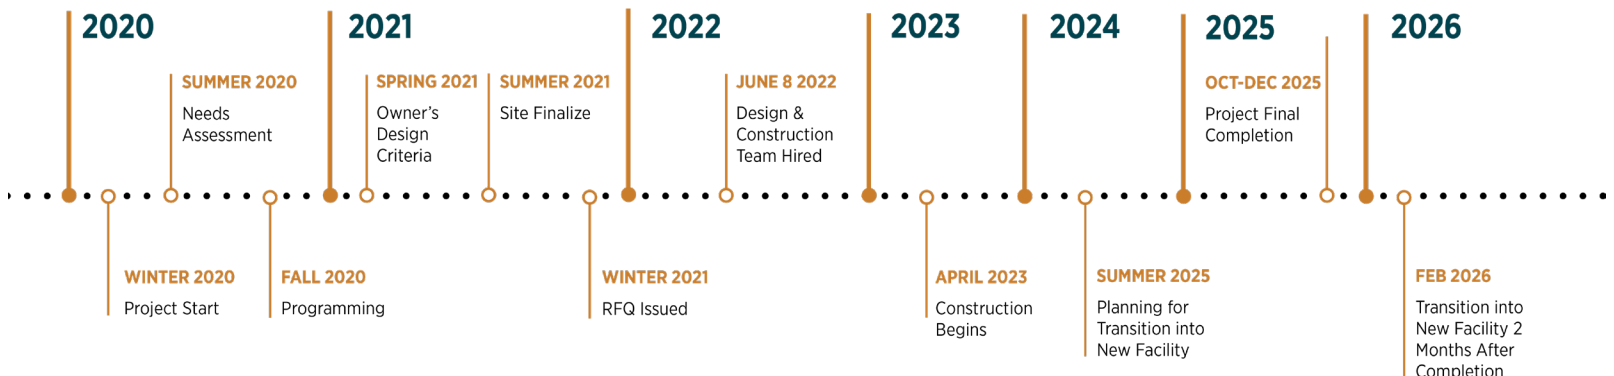 2020
2021
2022
2023
2024
2025
2026
SUMMER 2020
Needs
Assessment
SPRING 2021
Owner's
Design
Criteria
SUMMER 2021
Site Finalize
JUNE 8 2022
Design &
Construction
Team Hired
OCT-DEC 2025
Project Final
Completion
WINTER 2020
Project Start
FALL 2020
Programming
WINTER 2021
RFQ Issued
APRIL 2023
Construction
Begins
SUMMER 2025
Planning for
Transition into
New Facility
FEB 2026
Transition into
New Facility 2
Months After
Completion